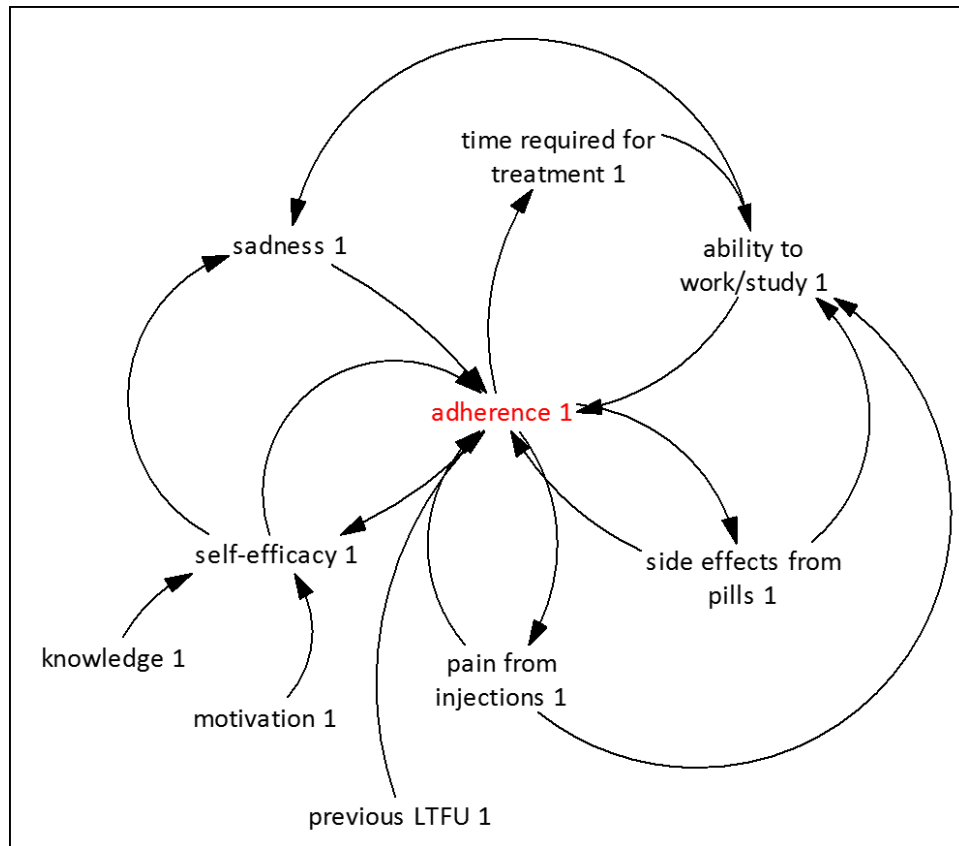 time required for
treatment 1
sadness 1
ability to
work/study 1
adherence 1
self-efficacy 1
side effects from
pills 1
knowledge 1
pain from
injections 1
motivation 1
previous LTFU 1